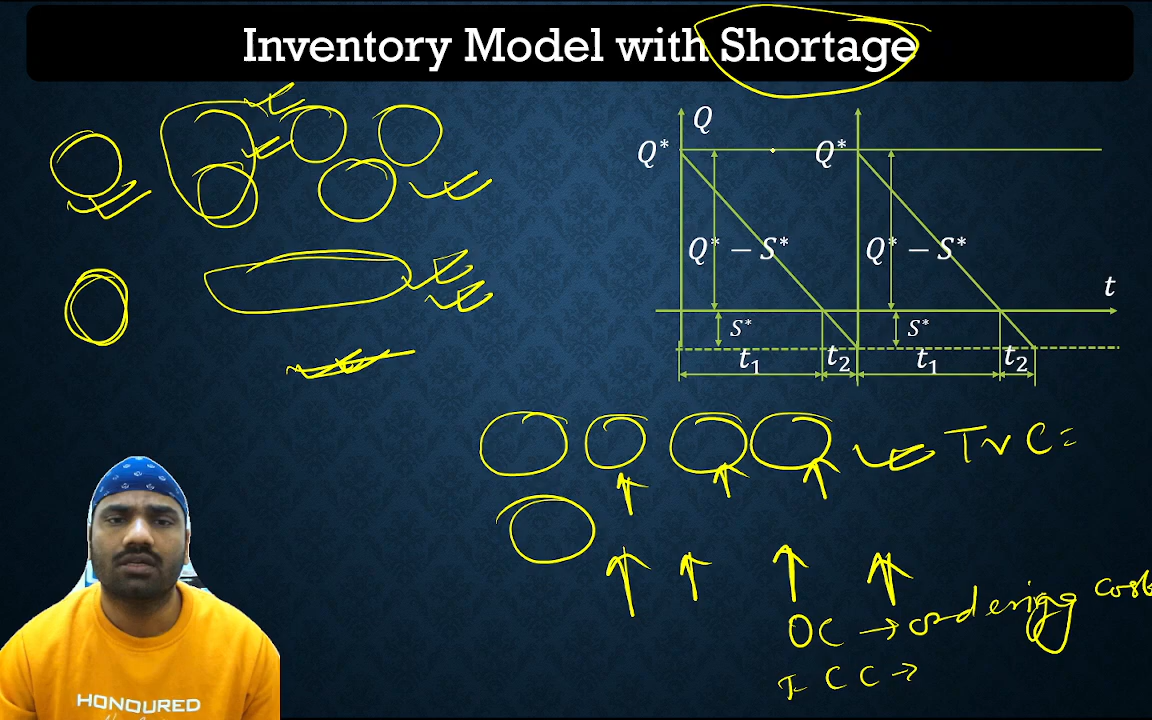 Inventory Model with Shortage
Q
Q* Q*
Q* − S* Q* − S*
t
S* S*
t₁ t₂ t₁ t₂
TVC =
OC → ordering cost
ICC →
HONOURED